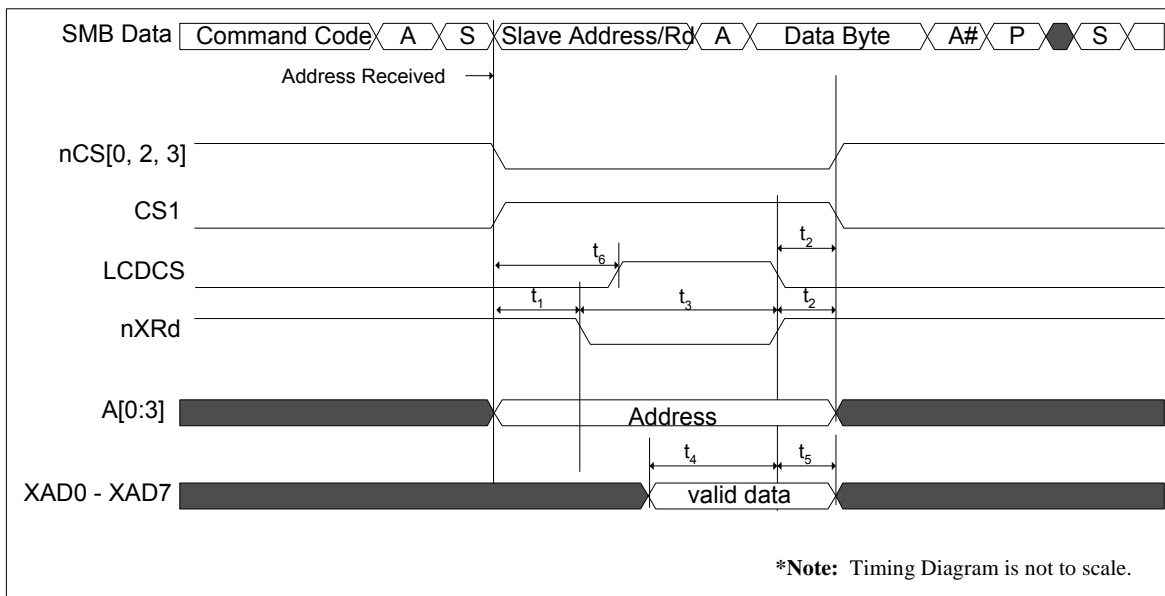 SMB Data Command Code A S Slave Address/Rd A Data Byte A# P S
Address Received
nCS[0, 2, 3]
CS1
t2
LCDCS t6
t1 t3 t2
nXRd
A[0:3] Address
t4 t5
XAD0 - XAD7 valid data
*Note: Timing Diagram is not to scale.